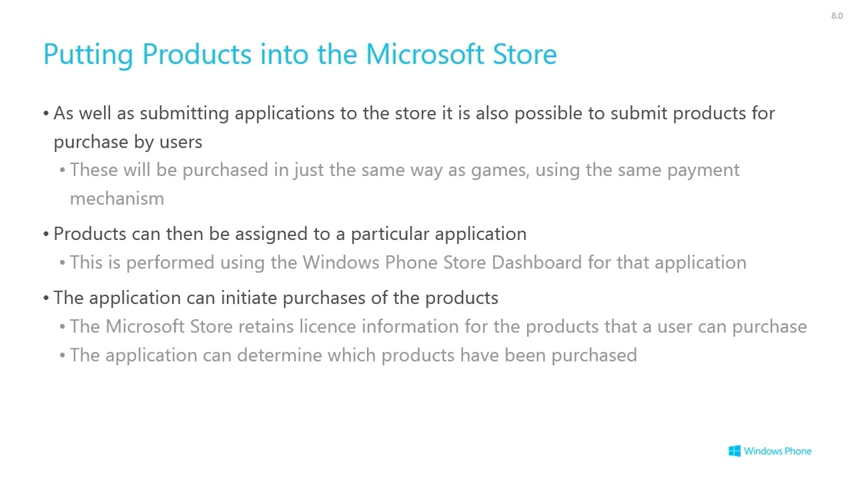 8.0
Putting Products into the Microsoft Store
• As well as submitting applications to the store it is also possible to submit products for
purchase by users
• These will be purchased in just the same way as games, using the same payment
mechanism
• Products can then be assigned to a particular application
• This is performed using the Windows Phone Store Dashboard for that application
• The application can initiate purchases of the products
• The Microsoft Store retains licence information for the products that a user can purchase
• The application can determine which products have been purchased
Windows Phone